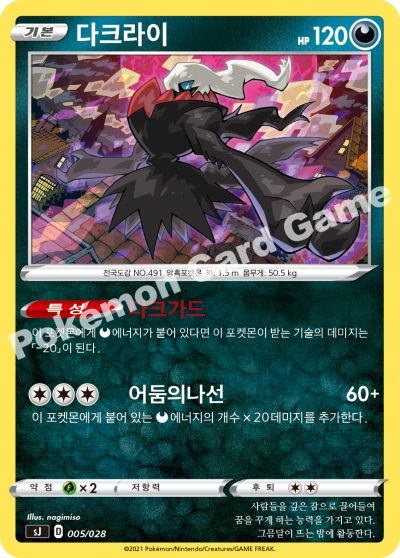 기본 다크라이 HP 120
전국도감 NO.491 암흑포켓몬 키: 1.5 m 몸무게: 50.5 kg
특성 다크가드
이 포켓몬에게 에너지가 붙어 있다면 이 포켓몬이 받는 기술의 데미지는
「-20」이 된다.
어둠의나선 60+
이 포켓몬에게 붙어 있는 에너지의 개수 × 20데미지를 추가한다.
약점 ×2 저항력 후퇴
Illus. nagimiso
sJ D 005/028
사람들을 깊은 잠으로 끌어들여
꿈을 꾸게 하는 능력을 가지고 있다.
그믐달이 뜨는 밤에 활동한다.
©2021 Pokémon/Nintendo/Creatures/GAME FREAK.
Pokémon Card Game